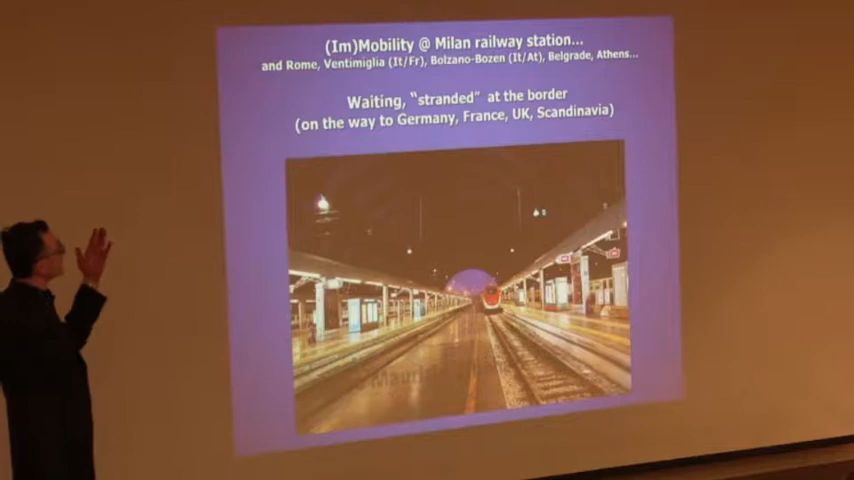 (Im)Mobility @ Milan railway station...
and Rome, Ventimiglia (It/Fr), Bolzano-Bozen (It/At), Belgrade, Athens...
Waiting, “stranded” at the border
(on the way to Germany, France, UK, Scandinavia)